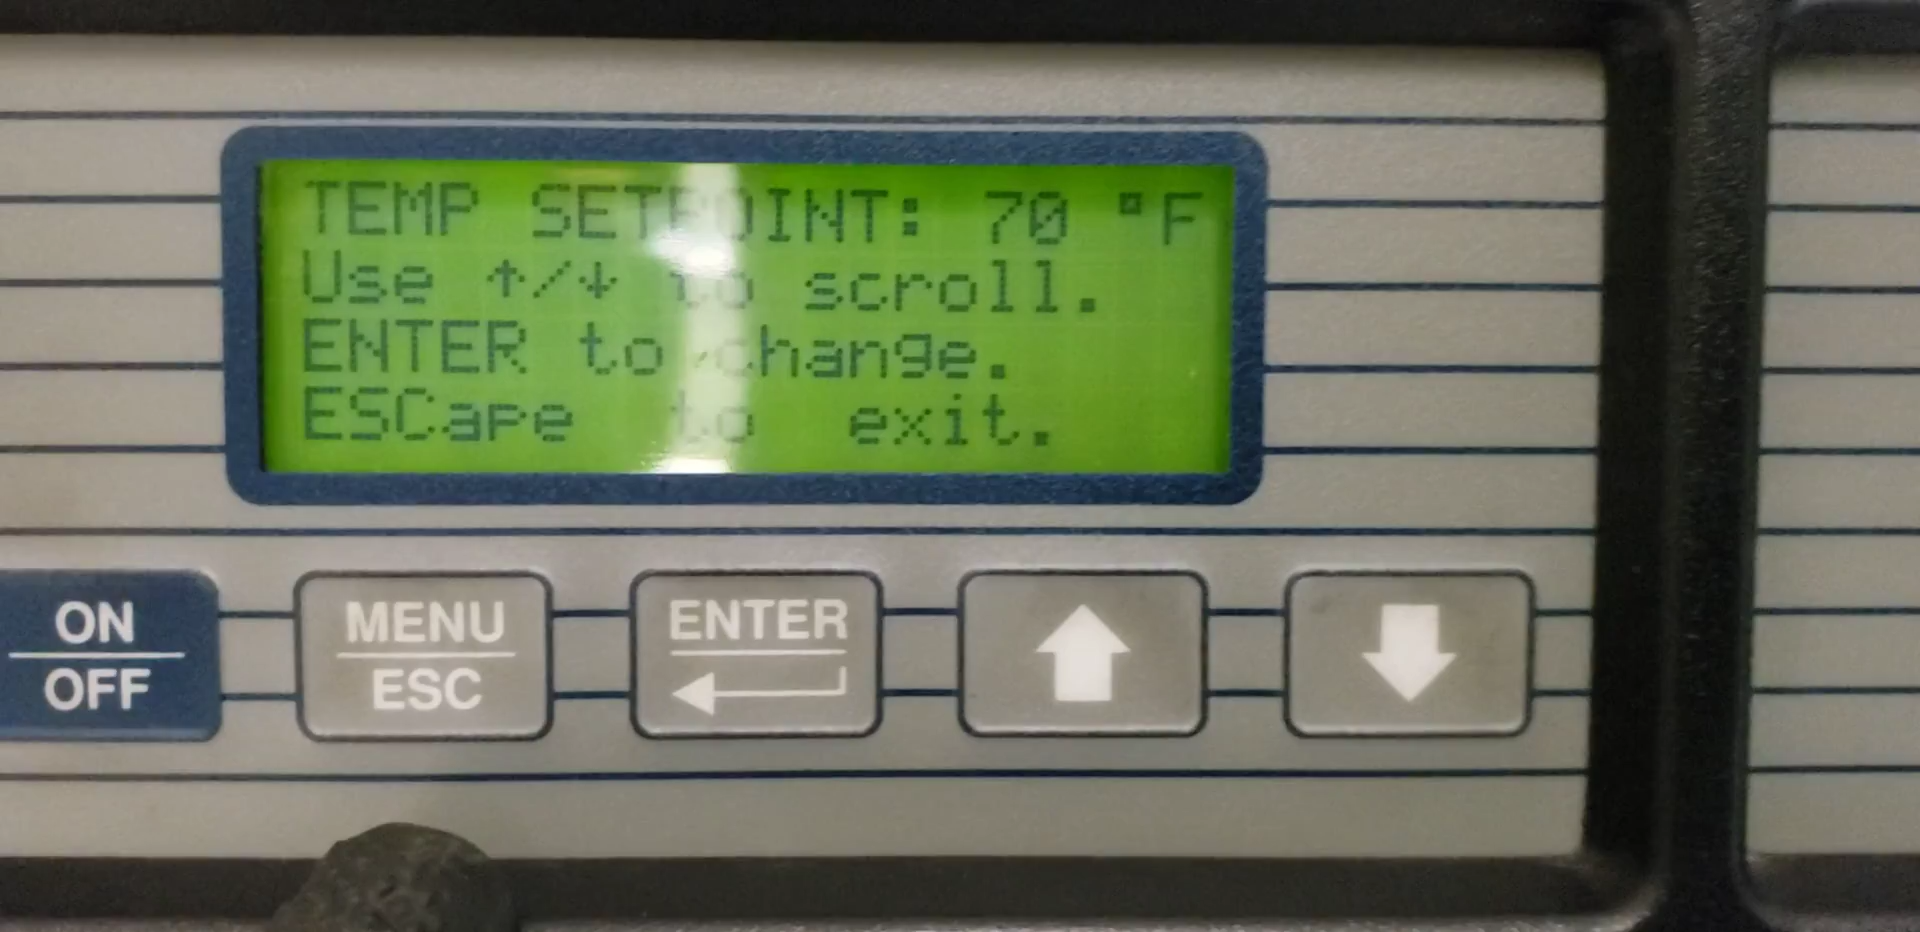 TEMP SETPOINT: 70 °F
Use ↑/↓ to scroll.
ENTER to change.
ESCape to exit.
ON
OFF
MENU
ESC
ENTER